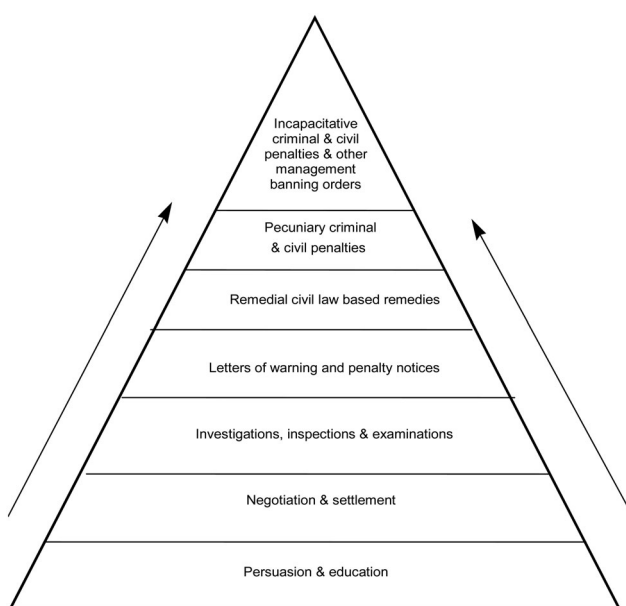 Incapacitative
criminal & civil
penalties & other
management
banning orders
Pecuniary criminal
& civil penalties
Remedial civil law based remedies
Letters of warning and penalty notices
Investigations, inspections & examinations
Negotiation & settlement
Persuasion & education